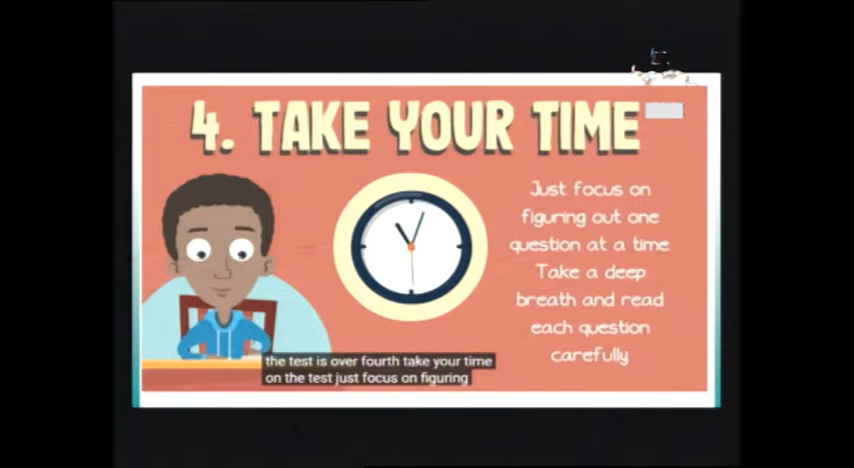 4. TAKE YOUR TIME
Just focus on
figuring out one
question at a time.
Take a deep
breath and read
each question
carefully
the test is over fourth take your time
on the test just focus on figuring